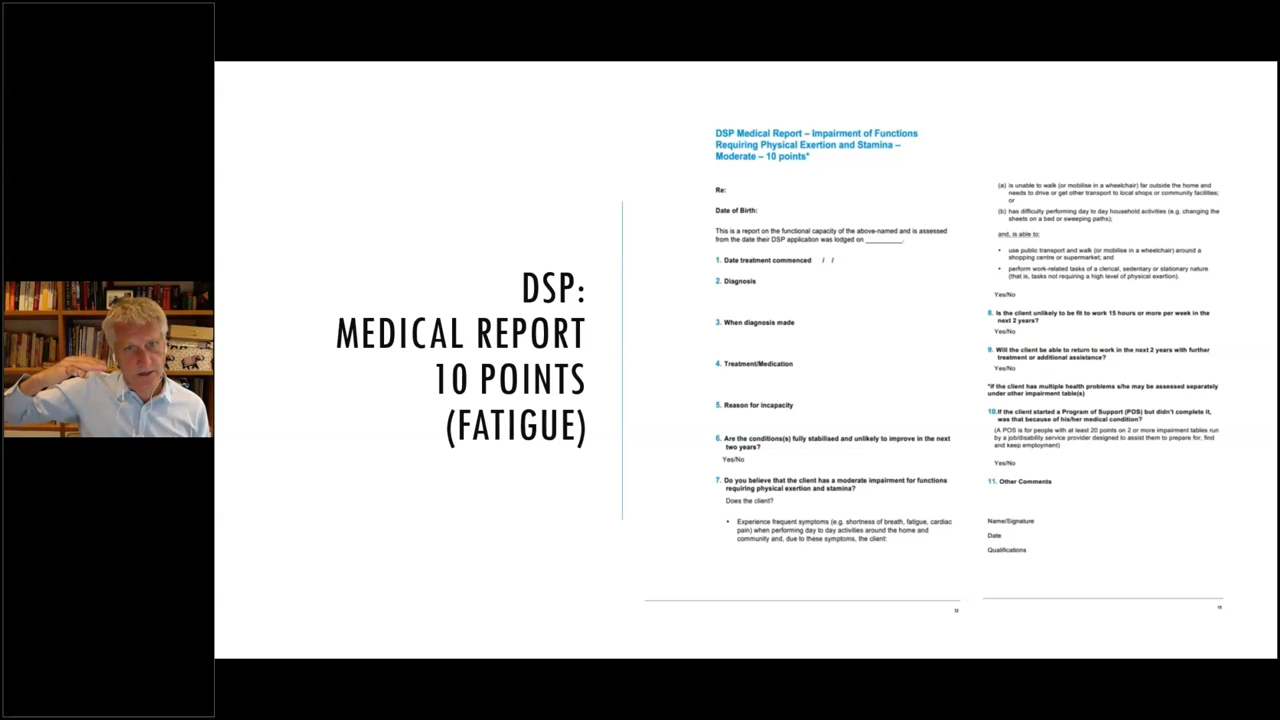 DSP:
MEDICAL REPORT
10 POINTS
(FATIGUE)
DSP Medical Report – Impairment of Functions
Requiring Physical Exertion and Stamina –
Moderate – 10 points*
Re:
Date of Birth:
This is a report on the functional capacity of the above-named and is assessed
from the date their DSP application was lodged on __________.
1. Date treatment commenced / /
2. Diagnosis
3. When diagnosis made
4. Treatment/Medication
5. Reason for incapacity
6. Are the conditions(s) fully stabilised and unlikely to improve in the next
two years?
Yes/No
7. Do you believe that the client has a moderate impairment for functions
requiring physical exertion and stamina?
Does the client?
• Experience frequent symptoms (e.g. shortness of breath, fatigue, cardiac
pain) when performing day to day activities around the home and
community and, due to these symptoms, the client:
(a) is unable to walk (or mobilise in a wheelchair) far outside the home and
needs to drive or get other transport to local shops or community facilities;
or
(b) has difficulty performing day to day household activities (e.g. changing the
sheets on a bed or sweeping paths);
and, is able to:
• use public transport and walk (or mobilise in a wheelchair) around a
shopping centre or supermarket; and
• perform work-related tasks of a clerical, sedentary or stationary nature
(that is, tasks not requiring a high level of physical exertion).
Yes/No
8. Is the client unlikely to be fit to work 15 hours or more per week in the
next 2 years?
Yes/No
9. Will the client be able to return to work in the next 2 years with further
treatment or additional assistance?
Yes/No
*if the client has multiple health problems s/he may be assessed separately
under other impairment table(s)
10.If the client started a Program of Support (POS) but didn't complete it,
was that because of his/her medical condition?
(A POS is for people with at least 20 points on 2 or more impairment tables run
by a job/disability service provider designed to assist them to prepare for, find
and keep employment)
Yes/No
11. Other Comments
Name/Signature
Date
Qualifications